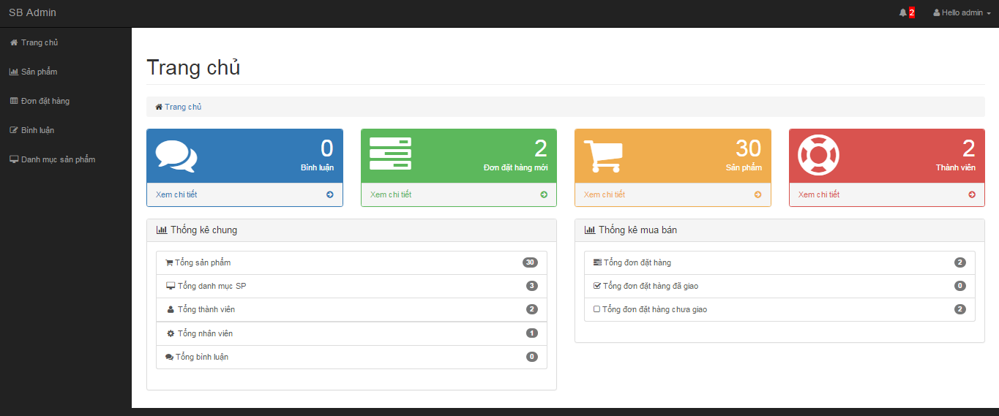 SB Admin
2 Hello admin
Trang chủ
Sản phẩm
Đơn đặt hàng
Bình luận
Danh mục sản phẩm
Trang chủ
Trang chủ
0
Bình luận
Xem chi tiết
2
Đơn đặt hàng mới
Xem chi tiết
30
Sản phẩm
Xem chi tiết
2
Thành viên
Xem chi tiết
Thống kê chung
Tổng sản phẩm 30
Tổng danh mục SP 3
Tổng thành viên 2
Tổng nhân viên 1
Tổng bình luận 0
Thống kê mua bán
Tổng đơn đặt hàng 2
Tổng đơn đặt hàng đã giao 0
Tổng đơn đặt hàng chưa giao 2